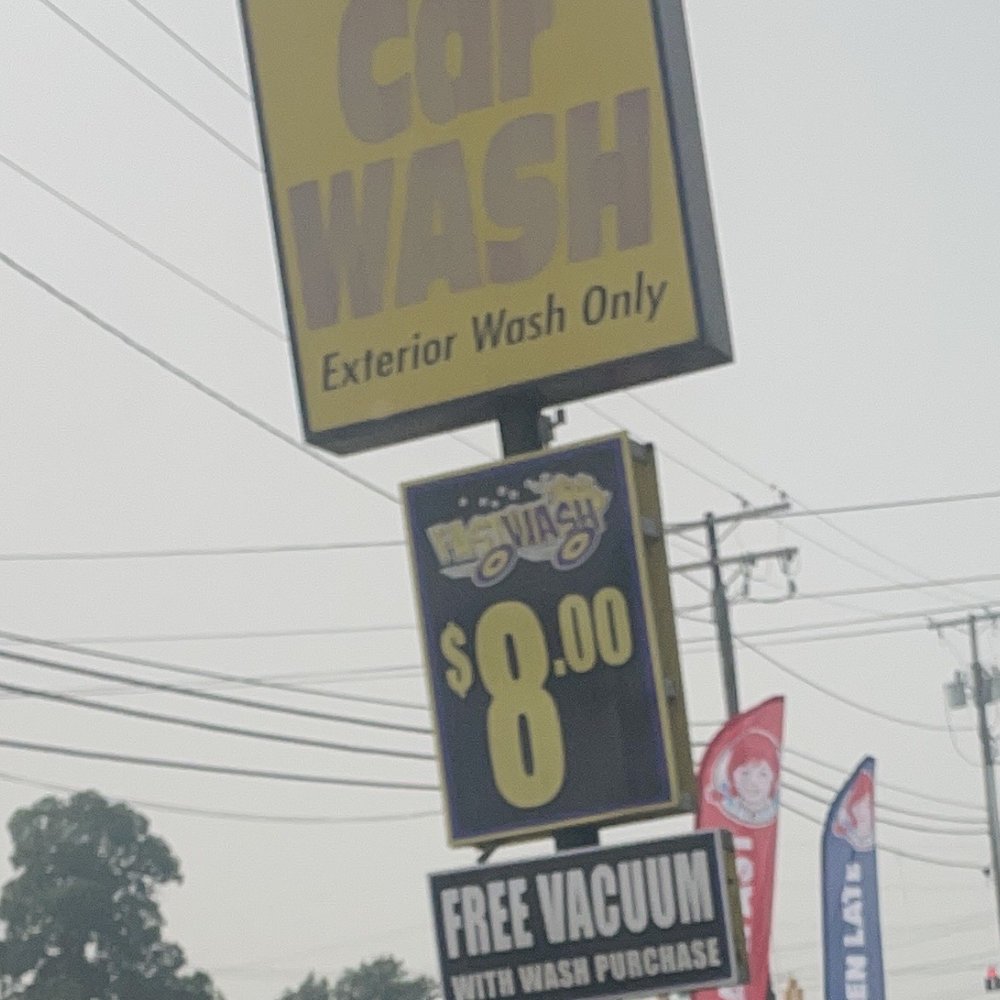 Car
WASH
Exterior Wash Only
FAST WASH
$8.00
FREE VACUUM
WITH WASH PURCHASE